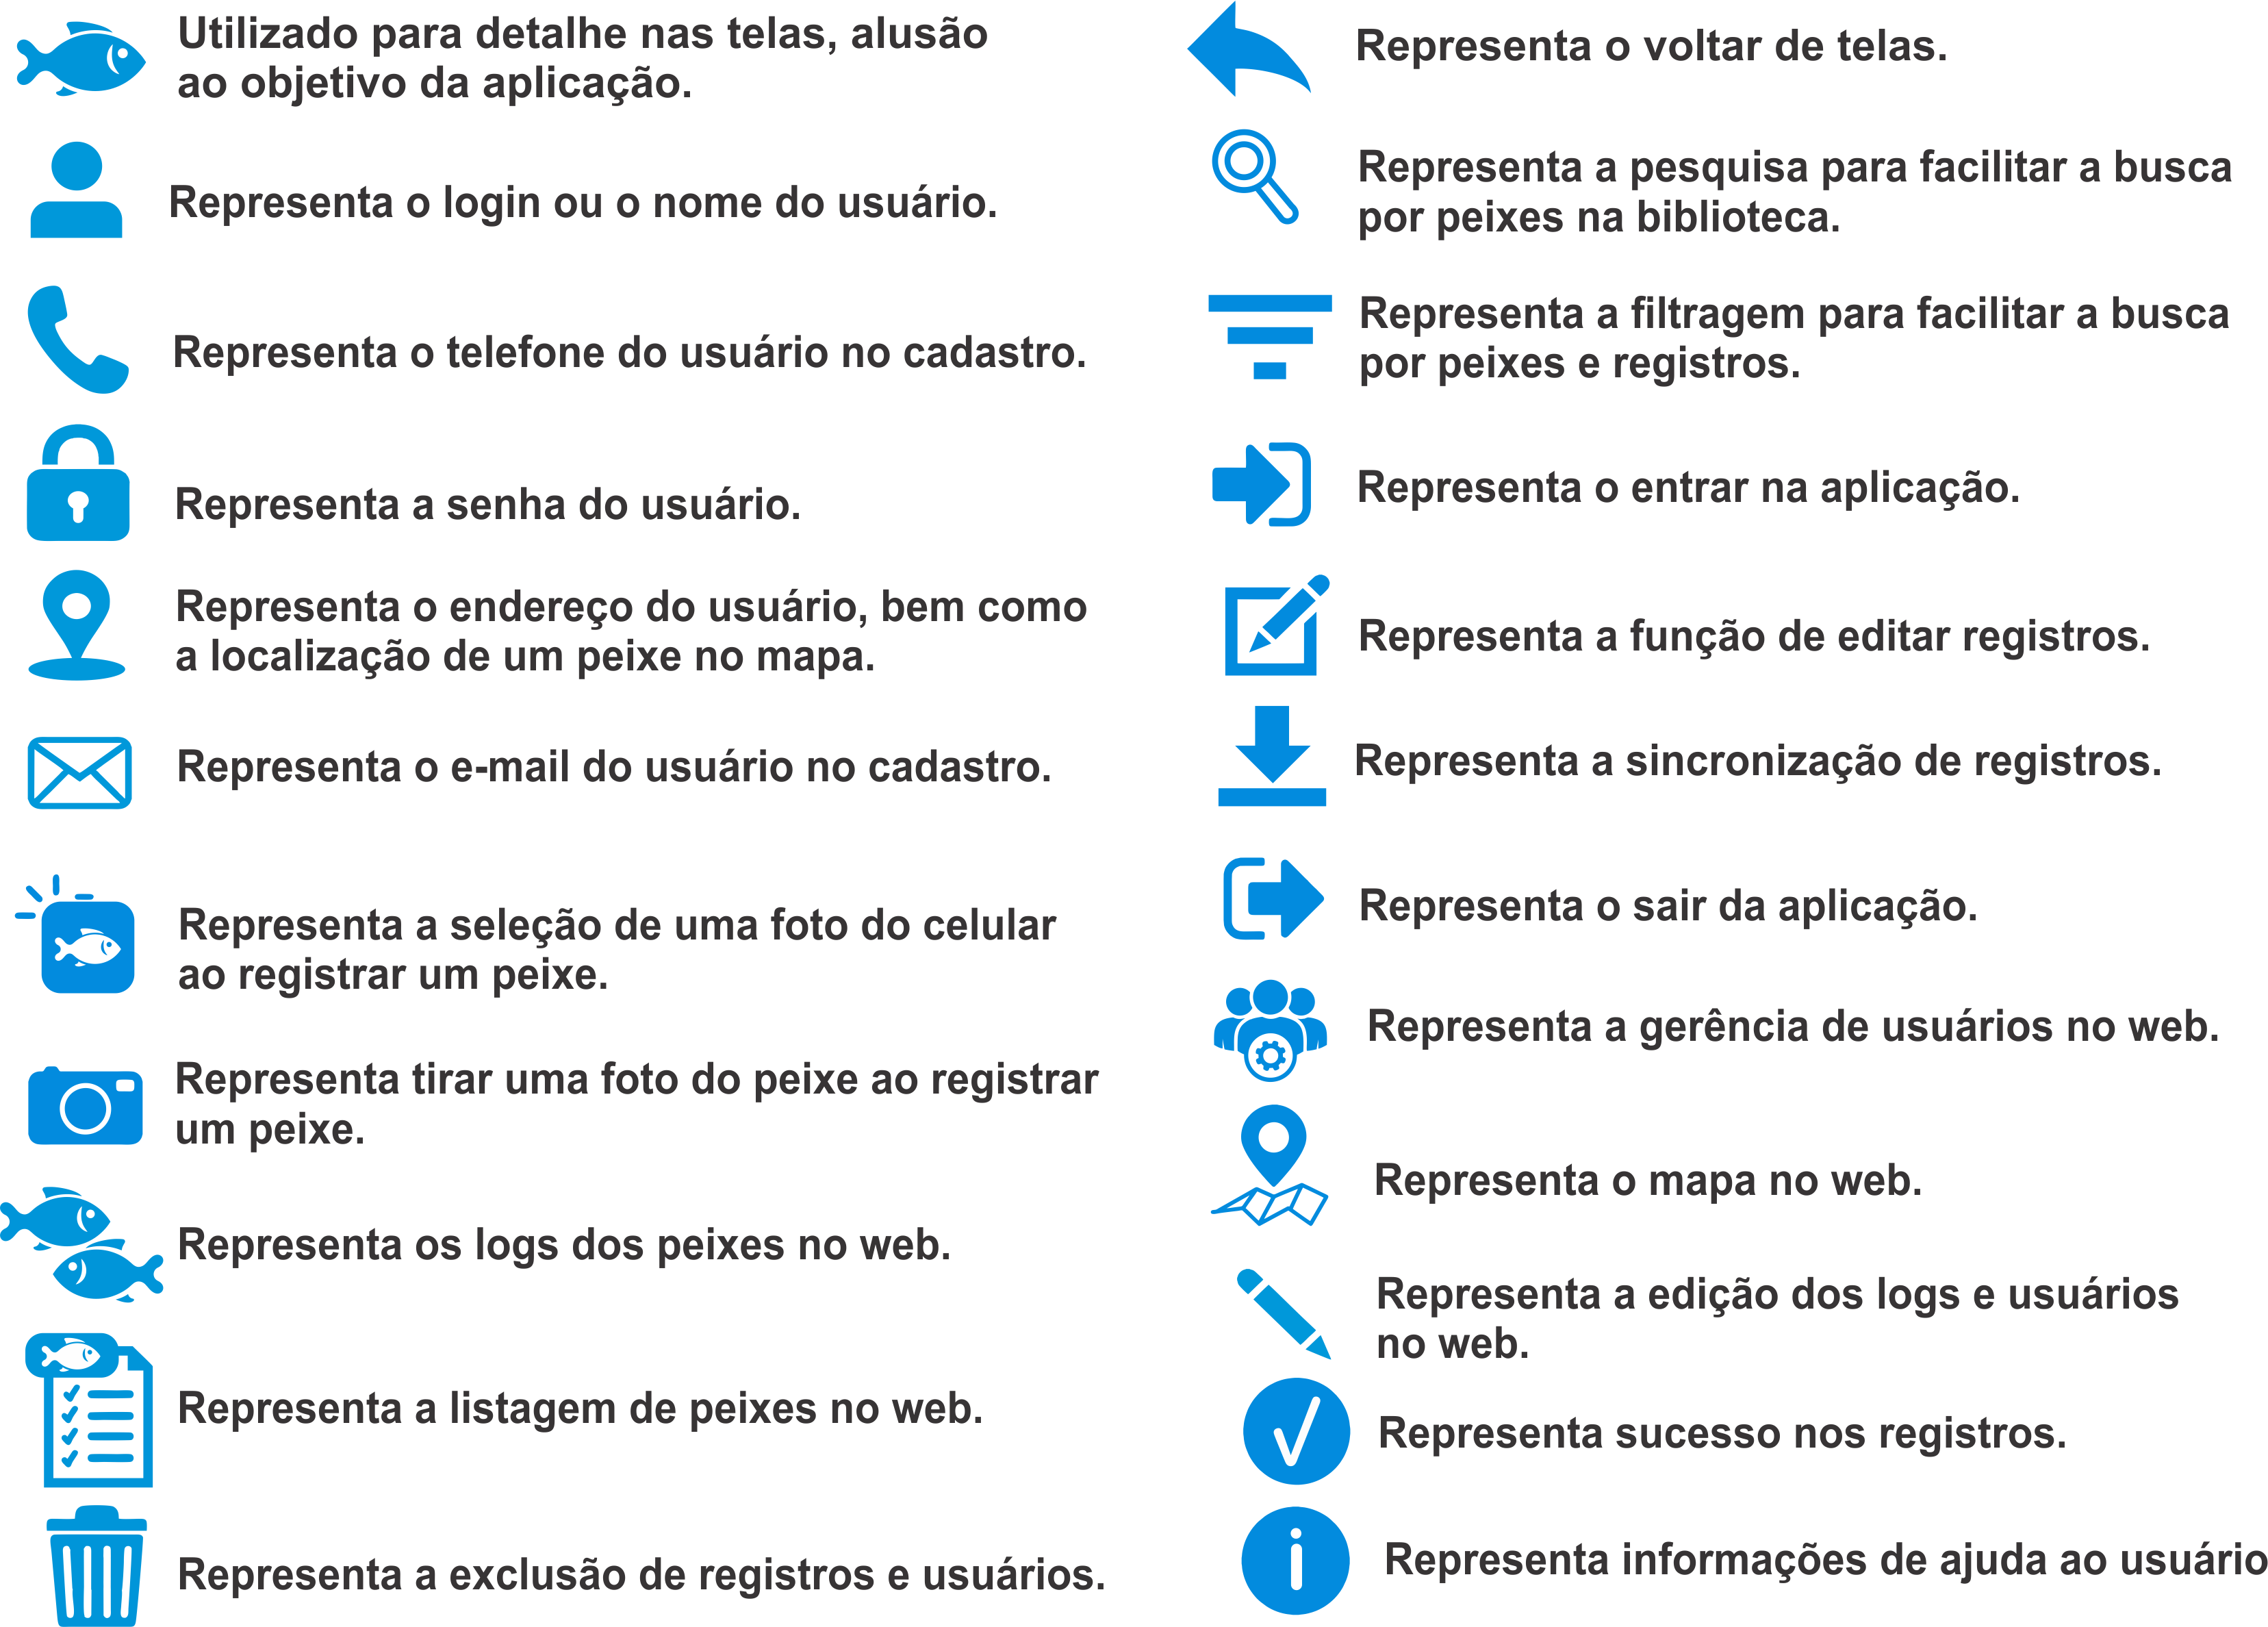 Utilizado para detalhe nas telas, alusão
ao objetivo da aplicação.
Representa o login ou o nome do usuário.
Representa o telefone do usuário no cadastro.
Representa a senha do usuário.
Representa o endereço do usuário, bem como
a localização de um peixe no mapa.
Representa o e-mail do usuário no cadastro.
Representa a seleção de uma foto do celular
ao registrar um peixe.
Representa tirar uma foto do peixe ao registrar
um peixe.
Representa os logs dos peixes no web.
Representa a listagem de peixes no web.
Representa a exclusão de registros e usuários.
Representa o voltar de telas.
Representa a pesquisa para facilitar a busca
por peixes na biblioteca.
Representa a filtragem para facilitar a busca
por peixes e registros.
Representa o entrar na aplicação.
Representa a função de editar registros.
Representa a sincronização de registros.
Representa o sair da aplicação.
Representa a gerência de usuários no web.
Representa o mapa no web.
Representa a edição dos logs e usuários
no web.
Representa sucesso nos registros.
Representa informações de ajuda ao usuário